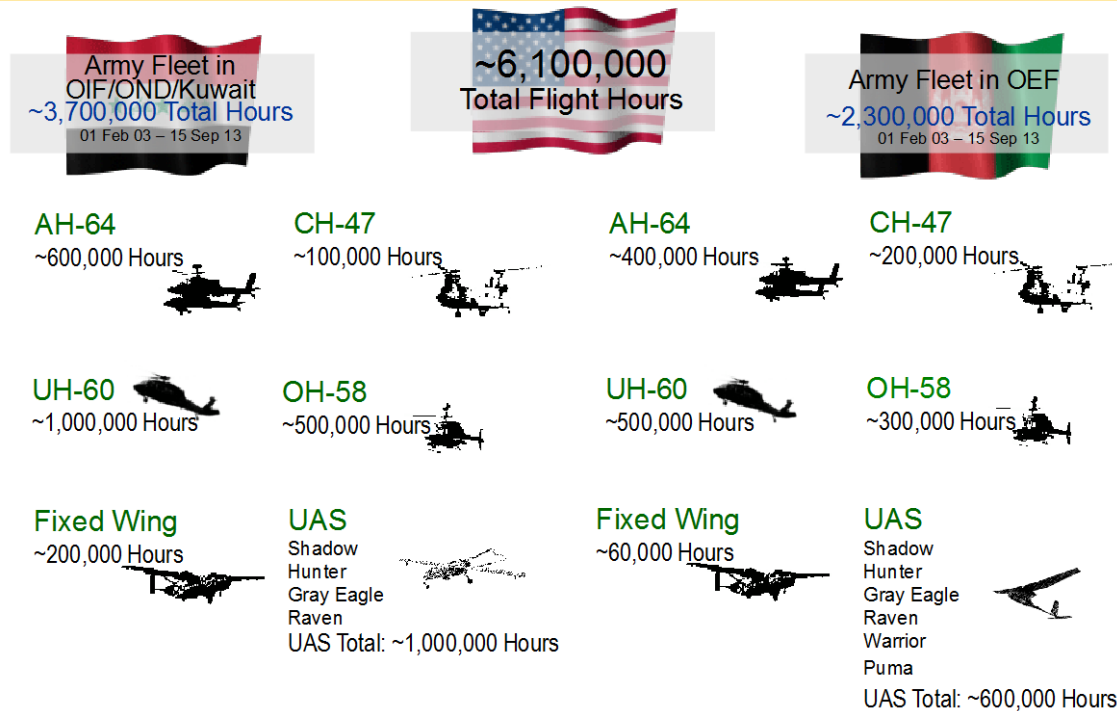 Army Fleet in
OIF/OND/Kuwait
~3,700,000 Total Hours
01 Feb 03 – 15 Sep 13
~6,100,000
Total Flight Hours
Army Fleet in OEF
~2,300,000 Total Hours
01 Feb 03 – 15 Sep 13
AH-64
~600,000 Hours
CH-47
~100,000 Hours
AH-64
~400,000 Hours
CH-47
~200,000 Hours
UH-60
~1,000,000 Hours
OH-58
~500,000 Hours
UH-60
~500,000 Hours
OH-58
~300,000 Hours
Fixed Wing
~200,000 Hours
UAS
Shadow
Hunter
Gray Eagle
Raven
UAS Total: ~1,000,000 Hours
Fixed Wing
~60,000 Hours
UAS
Shadow
Hunter
Gray Eagle
Raven
Warrior
Puma
UAS Total: ~600,000 Hours